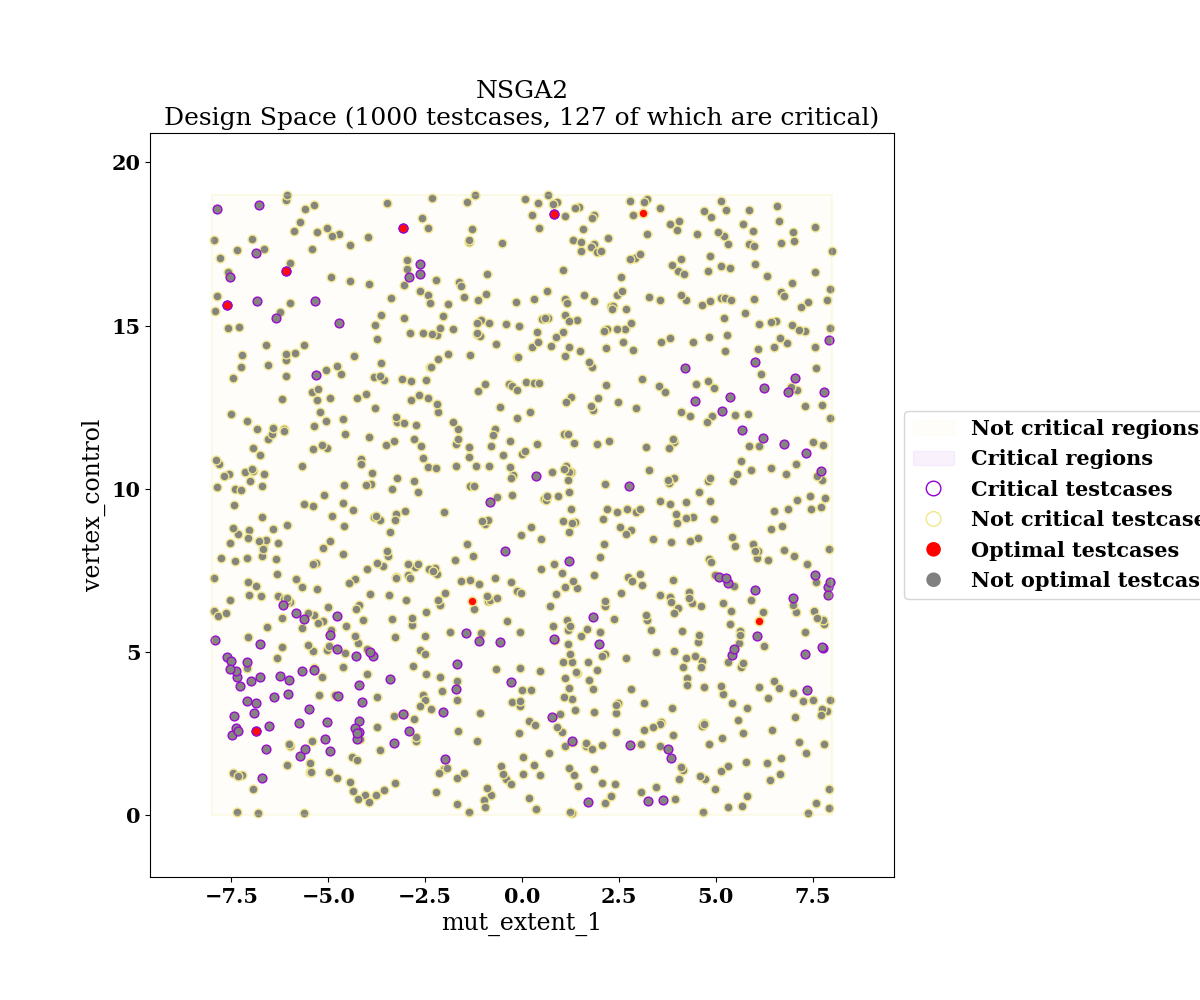 NSGA2
Design Space (1000 testcases, 127 of which are critical)
20
15
10
5
0
vertex_control
−7.5
−5.0
−2.5
0.0
2.5
5.0
7.5
mut_extent_1
Not critical regions
Critical regions
Critical testcases
Not critical testcase
Optimal testcases
Not optimal testcas